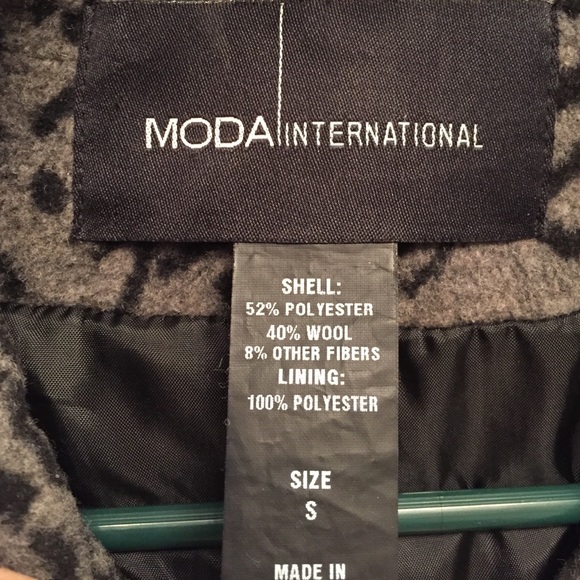 MODA INTERNATIONAL
SHELL:
52% POLYESTER
40% WOOL
8% OTHER FIBERS
LINING:
100% POLYESTER
SIZE
S
MADE IN